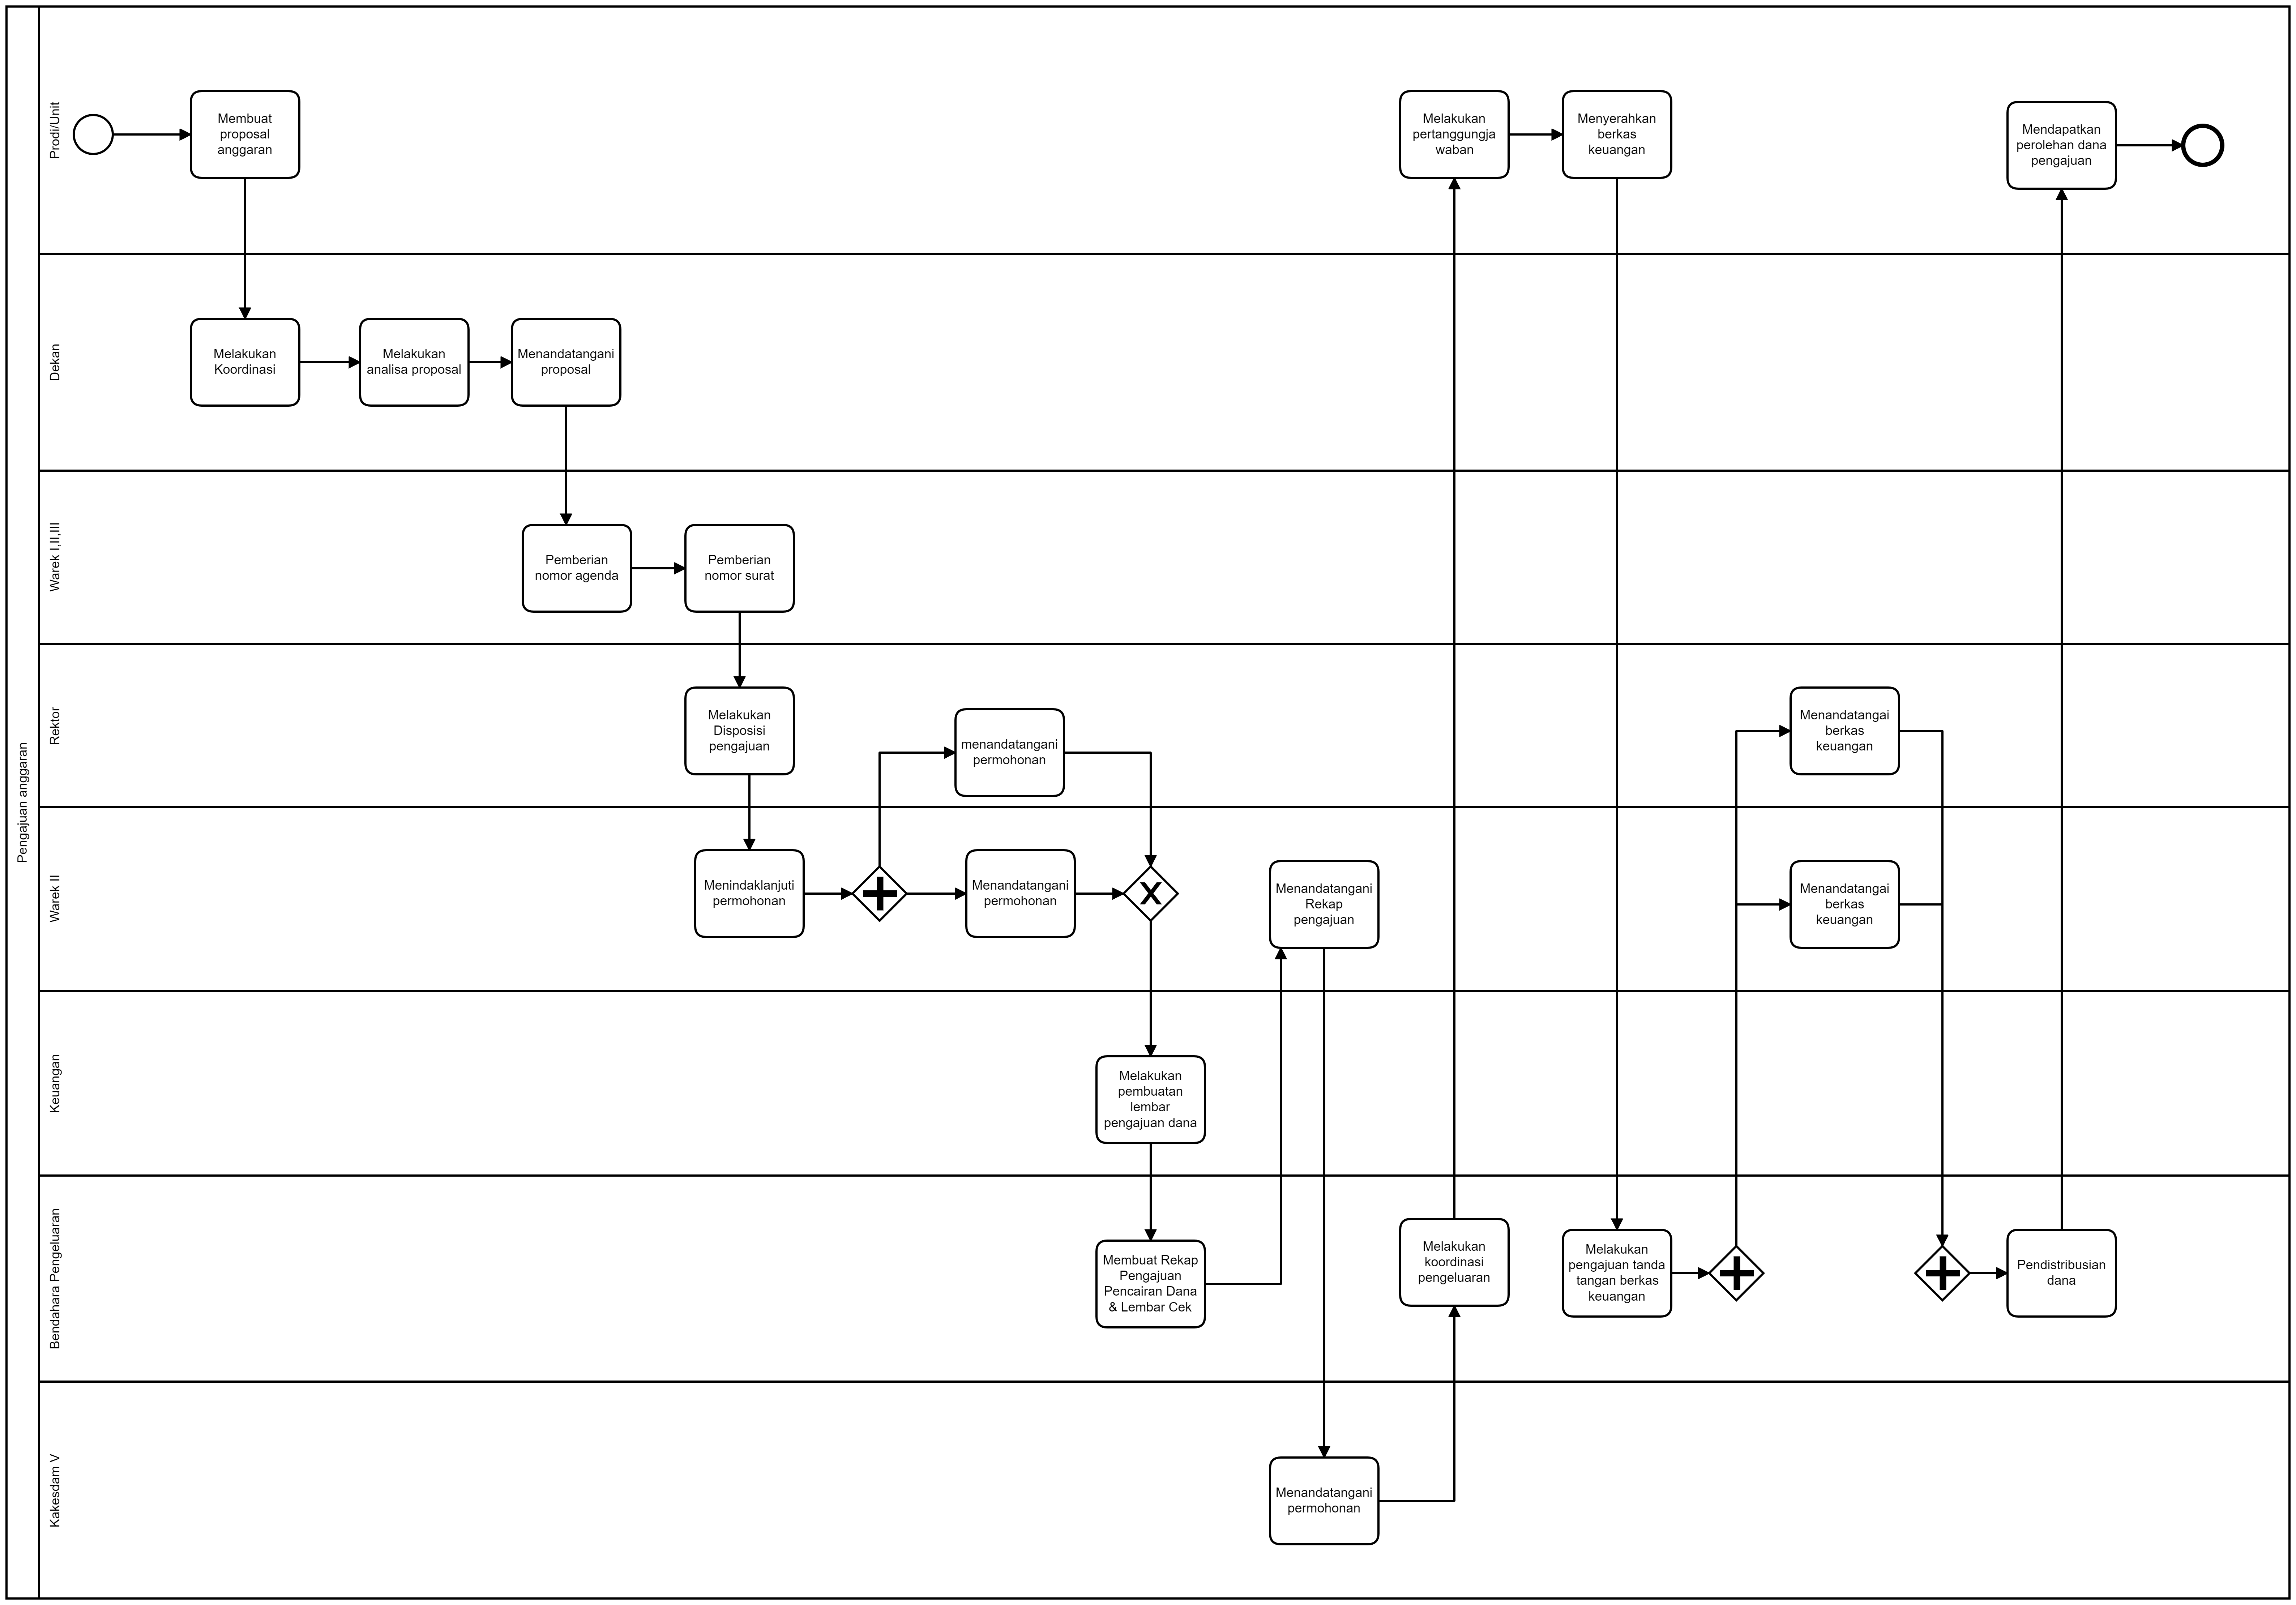 Pengajuan anggaran
Prodi/Unit
Membuat
proposal
anggaran
Melakukan
pertanggungja
waban
Menyerahkan
berkas
keuangan
Mendapatkan
perolehan dana
pengajuan
Dekan
Melakukan
Koordinasi
Melakukan
analisa proposal
Menandatangani
proposal
Warek I,II,III
Pemberian
nomor agenda
Pemberian
nomor surat
Rektor
Melakukan
Disposisi
pengajuan
menandatangani
permohonan
Menandatangai
berkas
keuangan
Warek II
Menindaklanjuti
permohonan
Menandatangani
permohonan
Menandatangani
Rekap
pengajuan
Menandatangai
berkas
keuangan
Keuangan
Melakukan
pembuatan
lembar
pengajuan dana
Bendahara Pengeluaran
Membuat Rekap
Pengajuan
Pencairan Dana
& Lembar Cek
Melakukan
koordinasi
pengeluaran
Melakukan
pengajuan tanda
tangan berkas
keuangan
Pendistribusian
dana
Kakesdam V
Menandatangani
permohonan